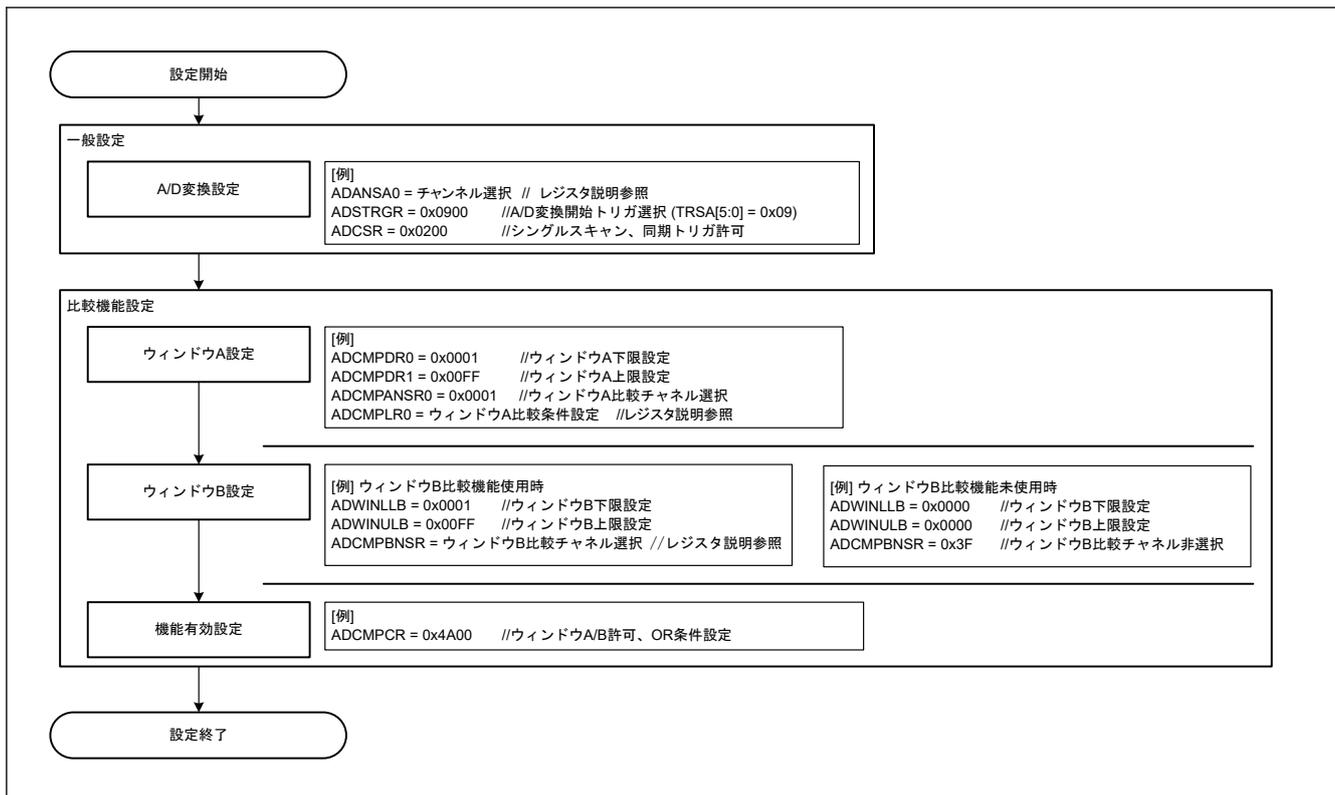 設定開始
一般設定
A/D変換設定
[例]
ADANSA0 = チャンネル選択 // レジスタ説明参照
ADSTRGR = 0x0900 //A/D変換開始トリガ選択 (TRSA[5:0] = 0x09)
ADCSR = 0x0200 //シングルスキャン、同期トリガ許可
比較機能設定
ウィンドウA設定
[例]
ADCMPDR0 = 0x0001 //ウィンドウA下限設定
ADCMPDR1 = 0x00FF //ウィンドウA上限設定
ADCMPANSR0 = 0x0001 //ウィンドウA比較チャネル選択
ADCMPLR0 = ウィンドウA比較条件設定 //レジスタ説明参照
ウィンドウB設定
[例] ウィンドウB比較機能使用時
ADWINLLB = 0x0001 //ウィンドウB下限設定
ADWINULB = 0x00FF //ウィンドウB上限設定
ADCMPBNSR = ウィンドウB比較チャネル選択 //レジスタ説明参照
[例] ウィンドウB比較機能未使用時
ADWINLLB = 0x0000 //ウィンドウB下限設定
ADWINULB = 0x0000 //ウィンドウB上限設定
ADCMPBNSR = 0x3F //ウィンドウB比較チャネル非選択
機能有効設定
[例]
ADCMPCR = 0x4A00 //ウィンドウA/B許可、OR条件設定
設定終了